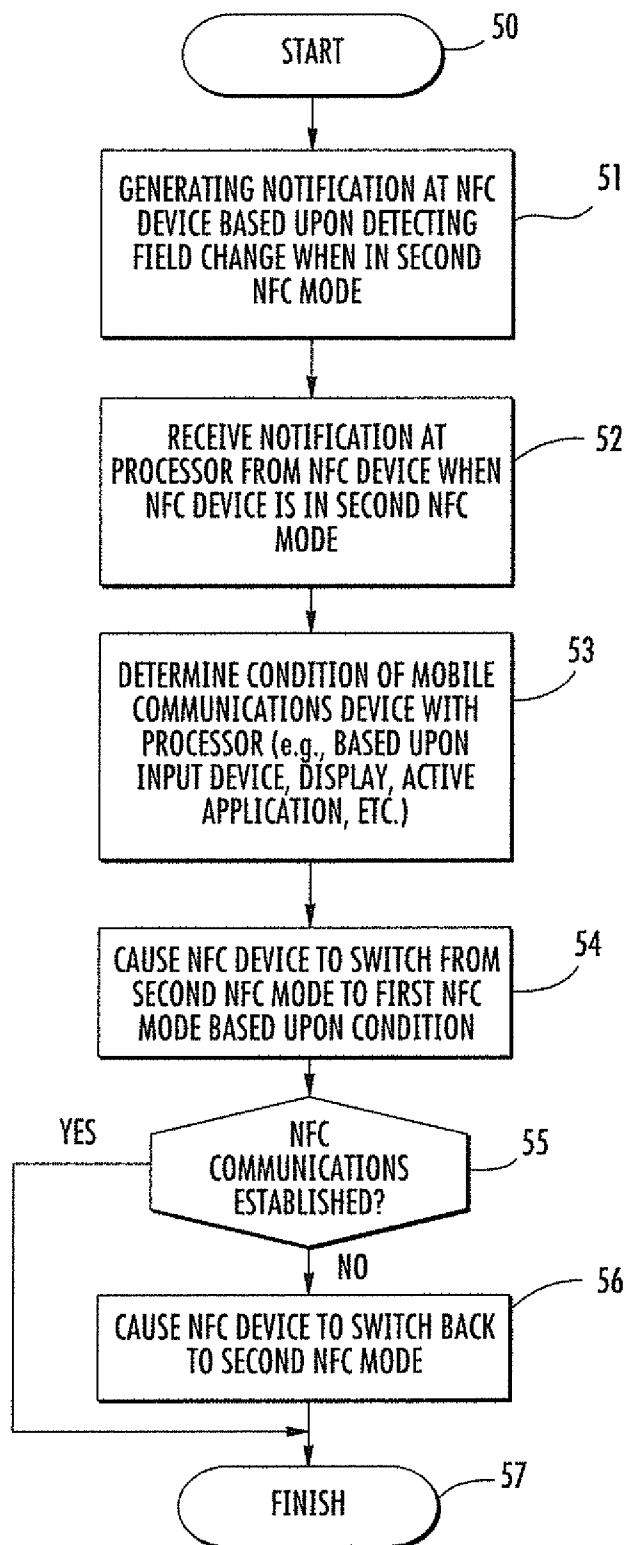 START
50
GENERATING NOTIFICATION AT NFC
DEVICE BASED UPON DETECTING
FIELD CHANGE WHEN IN SECOND
NFC MODE
51
RECEIVE NOTIFICATION AT
PROCESSOR FROM NFC DEVICE WHEN
NFC DEVICE IS IN SECOND NFC
MODE
52
DETERMINE CONDITION OF MOBILE
COMMUNICATIONS DEVICE WITH
PROCESSOR (e.g., BASED UPON
INPUT DEVICE, DISPLAY, ACTIVE
APPLICATION, ETC.)
53
CAUSE NFC DEVICE TO SWITCH FROM
SECOND NFC MODE TO FIRST NFC
MODE BASED UPON CONDITION
54
YES
NFC
COMMUNICATIONS
ESTABLISHED?
55
NO
CAUSE NFC DEVICE TO SWITCH BACK
TO SECOND NFC MODE
56
FINISH
57